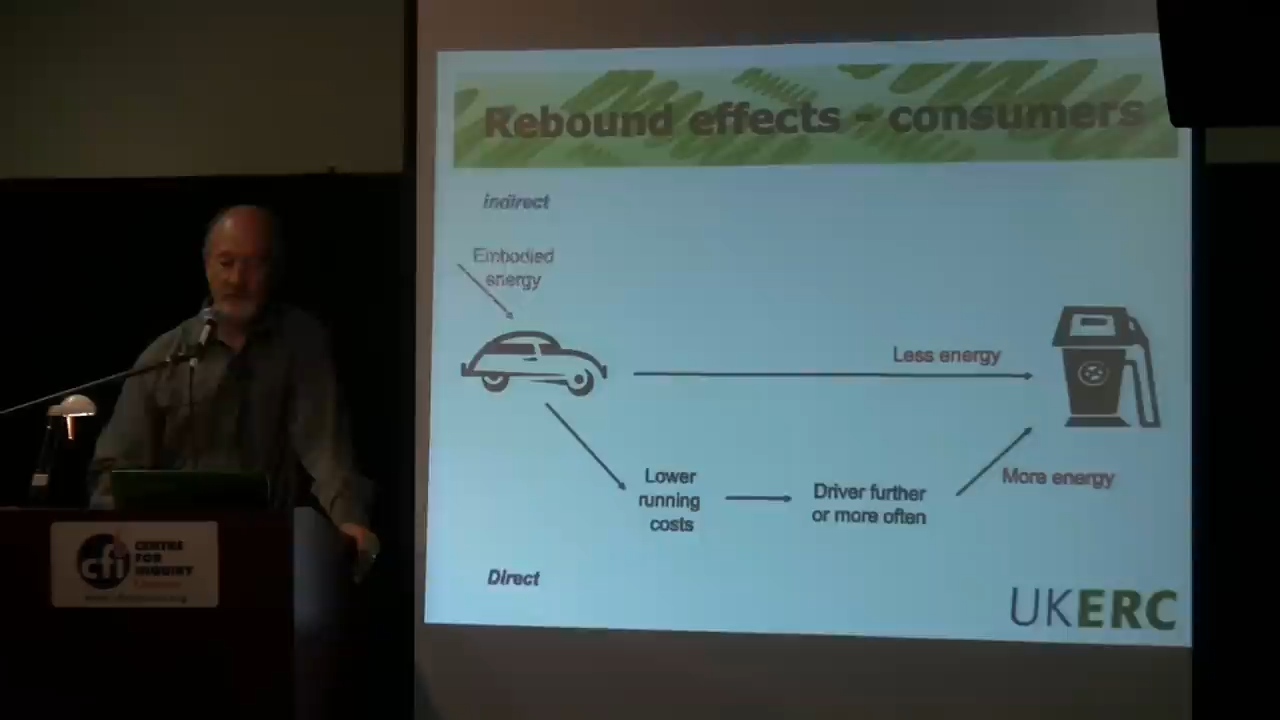 Rebound effects - consumers
indirect
Embodied
energy
Less energy
Lower
running
costs
Driver further
or more often
More energy
Direct
UKERC
cfi
CENTRE
FOR
INQUIRY